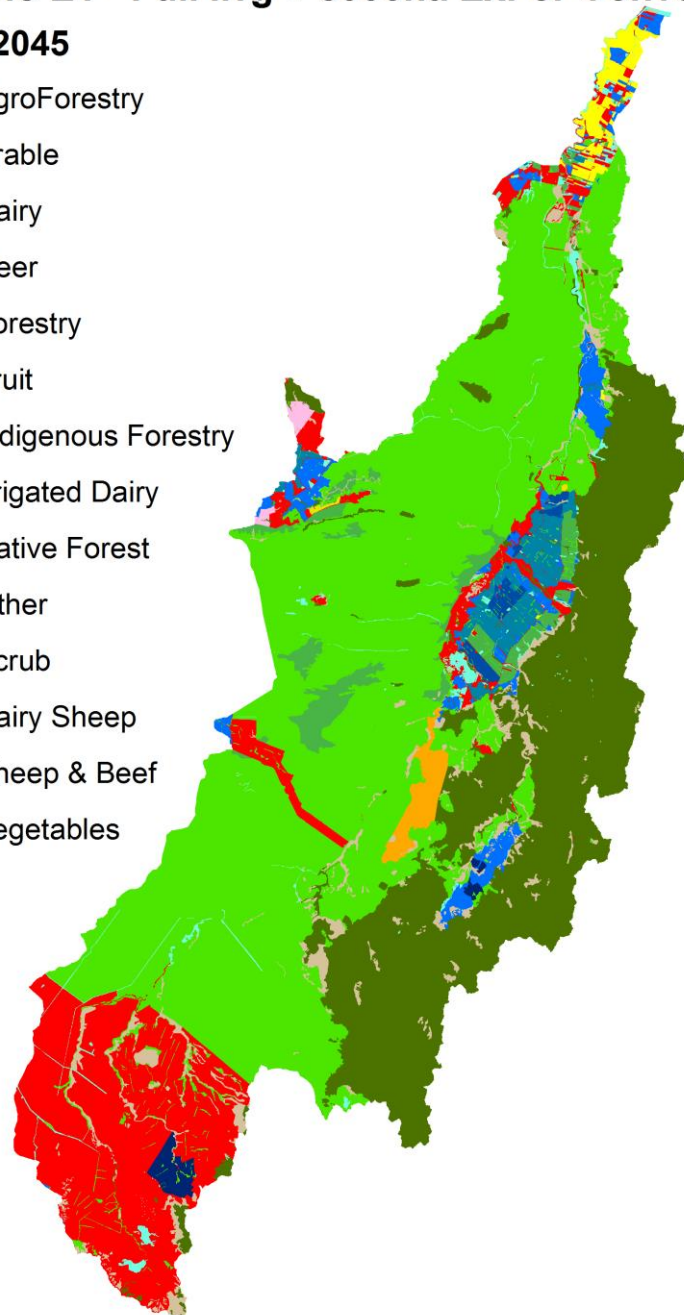 2045
groForestry
rable
airy
eer
orestry
ruit
digenous Forestry
rigated Dairy
ative Forest
ther
crub
airy Sheep
heep & Beef
egetables